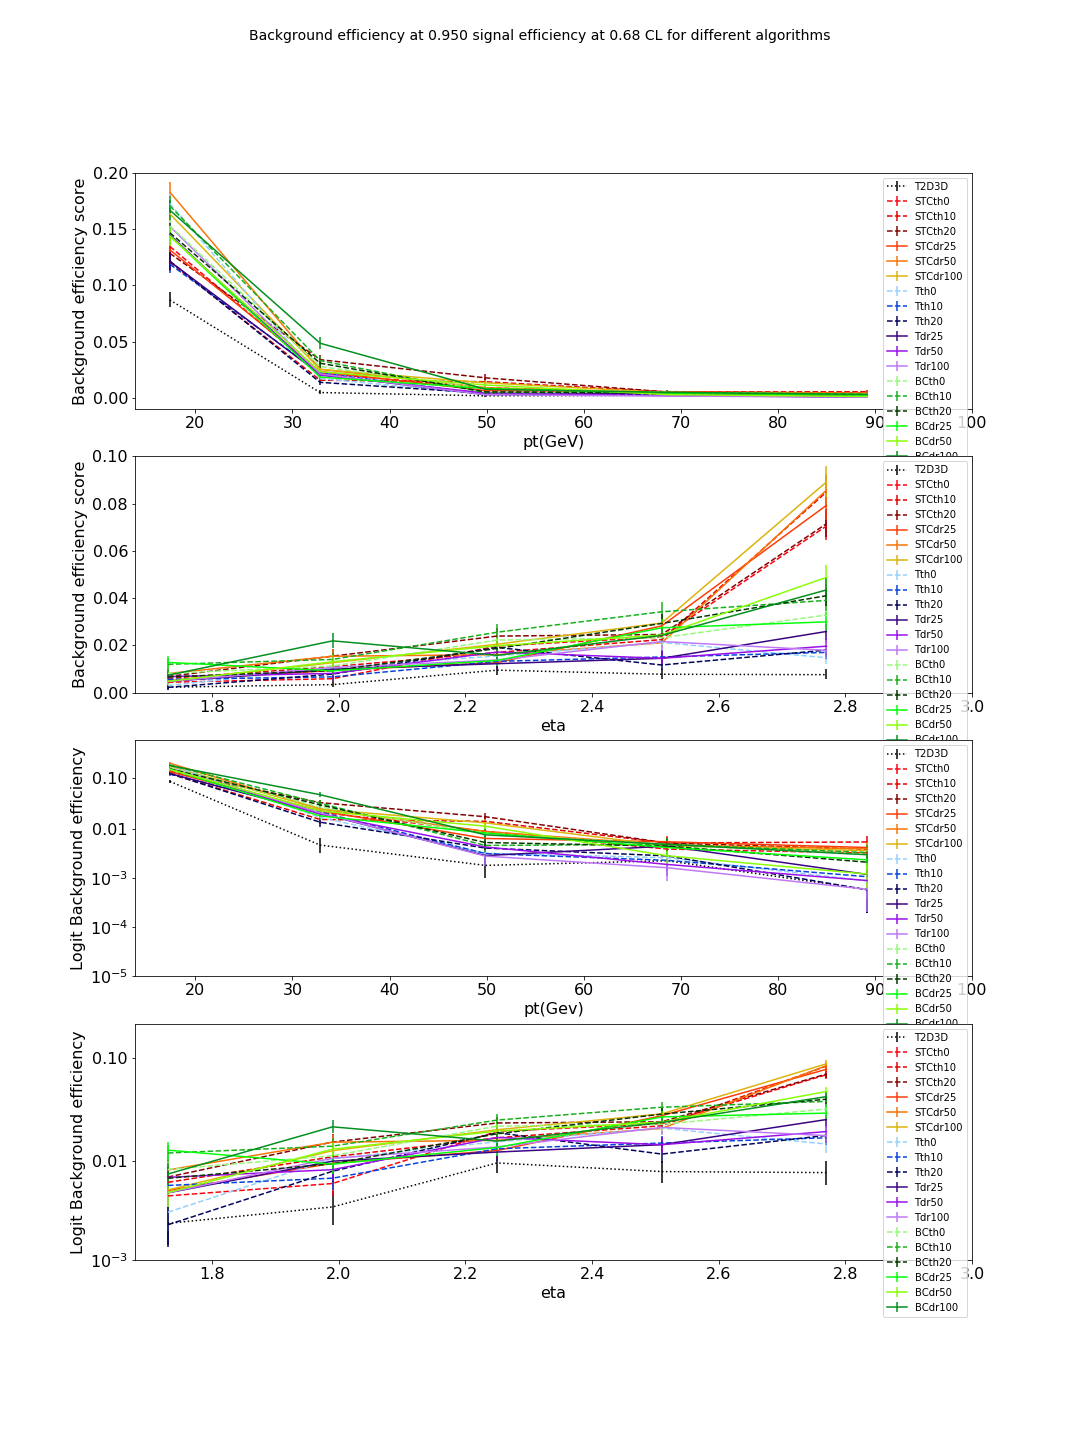 Background efficiency at 0.950 signal efficiency at 0.68 CL for different algorithms
Background efficiency score
0.20
0.15
0.10
0.05
0.00
20 30 40 50 60 70 80 90 100
pt(GeV)
T2D3D
STCth0
STCth10
STCth20
STCdr25
STCdr50
STCdr100
Tth0
Tth10
Tth20
Tdr25
Tdr50
Tdr100
BCth0
BCth10
BCth20
BCdr25
BCdr50
BCdr100
Background efficiency score
0.10
0.08
0.06
0.04
0.02
0.00
1.8 2.0 2.2 2.4 2.6 2.8 3.0
eta
T2D3D
STCth0
STCth10
STCth20
STCdr25
STCdr50
STCdr100
Tth0
Tth10
Tth20
Tdr25
Tdr50
Tdr100
BCth0
BCth10
BCth20
BCdr25
BCdr50
BCdr100
Logit Background efficiency
0.10
0.01
10⁻³
10⁻⁴
10⁻⁵
20 30 40 50 60 70 80 90 100
pt(Gev)
T2D3D
STCth0
STCth10
STCth20
STCdr25
STCdr50
STCdr100
Tth0
Tth10
Tth20
Tdr25
Tdr50
Tdr100
BCth0
BCth10
BCth20
BCdr25
BCdr50
BCdr100
Logit Background efficiency
0.10
0.01
10⁻³
1.8 2.0 2.2 2.4 2.6 2.8 3.0
eta
T2D3D
STCth0
STCth10
STCth20
STCdr25
STCdr50
STCdr100
Tth0
Tth10
Tth20
Tdr25
Tdr50
Tdr100
BCth0
BCth10
BCth20
BCdr25
BCdr50
BCdr100